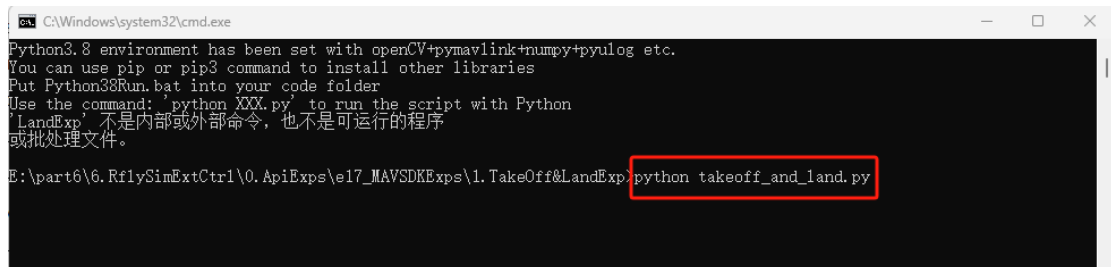 C:\Windows\system32\cmd.exe
Python3.8 environment has been set with openCV+pymavlink+numpy+pyulog etc.
You can use pip or pip3 command to install other libraries
Put Python38Run.bat into your code folder
Use the command: 'python XXX.py' to run the script with Python
'LandExp' 不是内部或外部命令，也不是可运行的程序
或批处理文件。
E:\part6\6.RflySimExtCtrl\0.ApiExps\e17_MAVSDKExps\1.TakeOff&LandExp>python takeoff_and_land.py